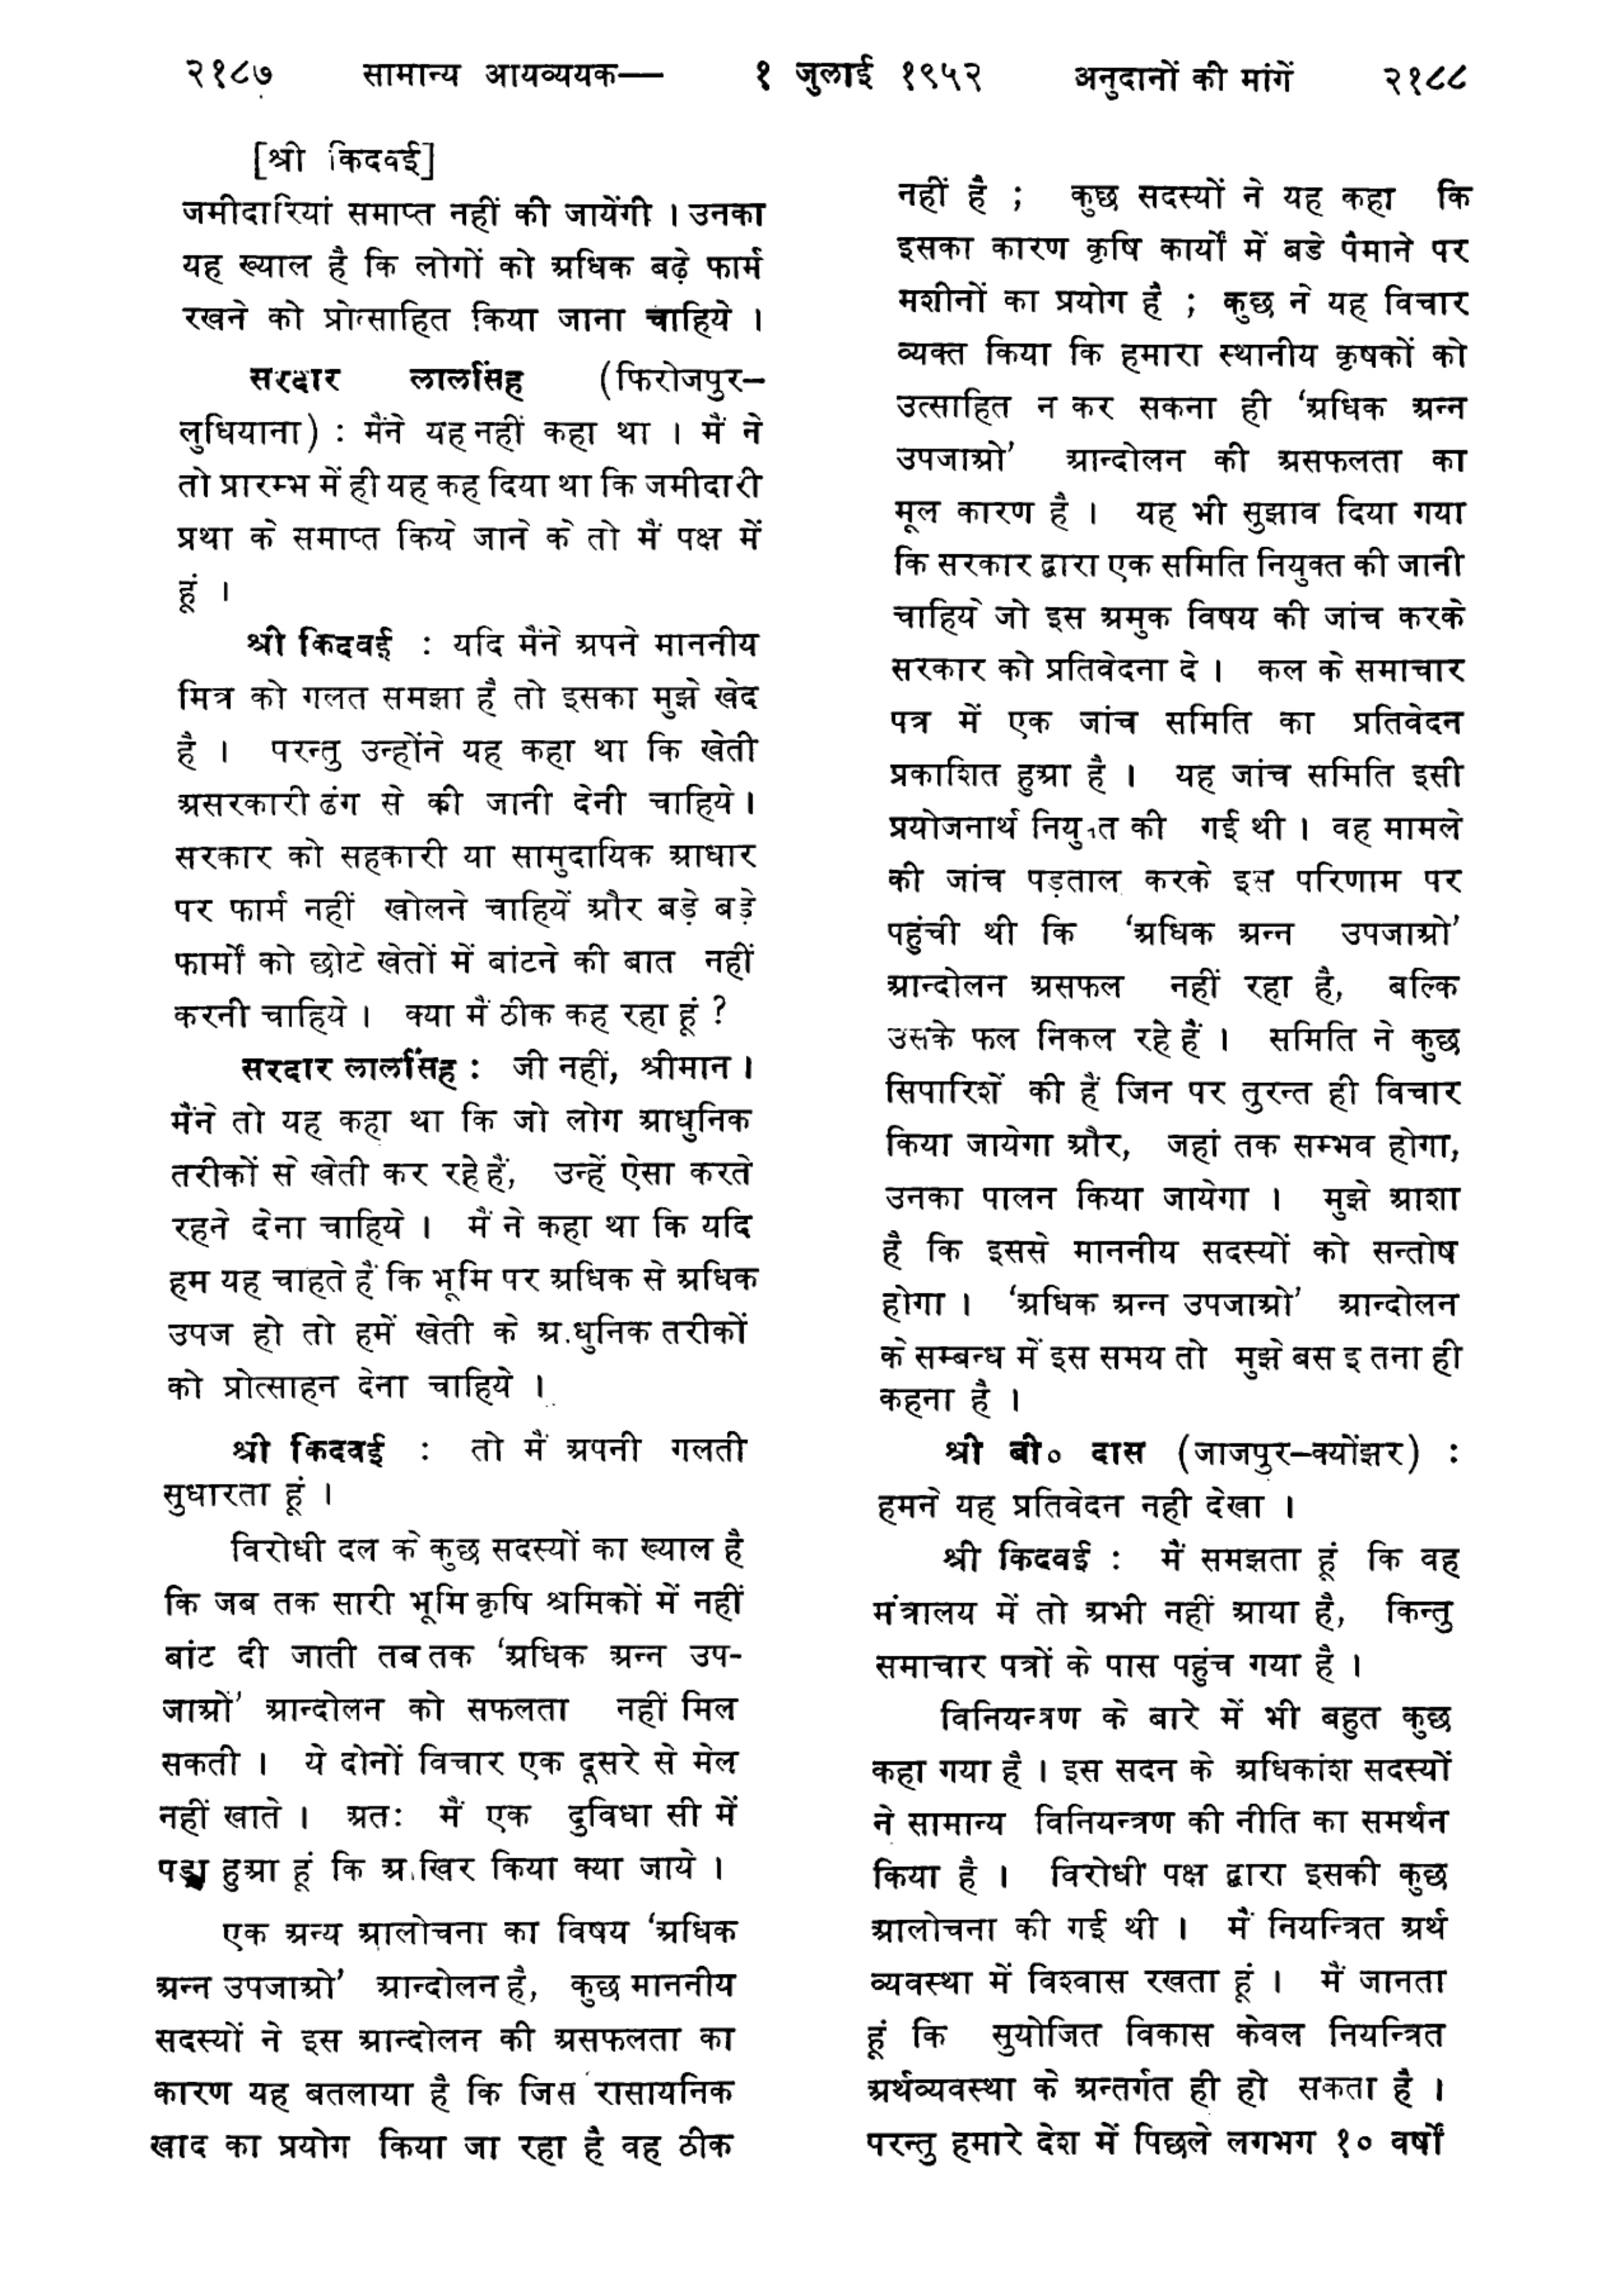 २१८७ सामान्य आयव्ययक— १ जुलाई १९५२ अनुदानों की मांगें २१८८
[श्री किदवई]
जमीदारियां समाप्त नहीं की जायेंगी । उनका
यह ख्याल है कि लोगों को अधिक बढ़े फार्म
रखने को प्रोत्साहित किया जाना चाहिये ।
सरदार लालसिंह (फिरोजपुर–
लुधियाना) : मैंने यह नहीं कहा था । मैं ने
तो प्रारम्भ में ही यह कह दिया था कि जमीदारी
प्रथा के समाप्त किये जाने के तो मैं पक्ष में
हूं ।
श्री किदवई : यदि मैंने अपने माननीय
मित्र को गलत समझा है तो इसका मुझे खेद
है । परन्तु उन्होंने यह कहा था कि खेती
असरकारी ढंग से की जानी देनी चाहिये ।
सरकार को सहकारी या सामुदायिक आधार
पर फार्म नहीं खोलने चाहियें और बड़े बड़े
फार्मों को छोटे खेतों में बांटने की बात नहीं
करनी चाहिये । क्या मैं ठीक कह रहा हूं ?
सरदार लालसिंह : जी नहीं, श्रीमान ।
मैंने तो यह कहा था कि जो लोग आधुनिक
तरीकों से खेती कर रहे हैं, उन्हें ऐसा करते
रहने देना चाहिये । मैं ने कहा था कि यदि
हम यह चाहते हैं कि भूमि पर अधिक से अधिक
उपज हो तो हमें खेती के आधुनिक तरीकों
को प्रोत्साहन देना चाहिये ।
श्री किदवई : तो मैं अपनी गलती
सुधारता हूं ।
विरोधी दल के कुछ सदस्यों का ख्याल है
कि जब तक सारी भूमि कृषि श्रमिकों में नहीं
बांट दी जाती तब तक ‘अधिक अन्न उप-
जाओं’ आन्दोलन को सफलता नहीं मिल
सकती । ये दोनों विचार एक दूसरे से मेल
नहीं खाते । अतः मैं एक दुविधा सी में
पड़ा हुआ हूं कि आखिर किया क्या जाये ।
एक अन्य आलोचना का विषय ‘अधिक
अन्न उपजाओ’ आन्दोलन है, कुछ माननीय
सदस्यों ने इस आन्दोलन की असफलता का
कारण यह बतलाया है कि जिस रासायनिक
खाद का प्रयोग किया जा रहा है वह ठीक
नहीं है ; कुछ सदस्यों ने यह कहा कि
इसका कारण कृषि कार्यों में बडे पैमाने पर
मशीनों का प्रयोग है ; कुछ ने यह विचार
व्यक्त किया कि हमारा स्थानीय कृषकों को
उत्साहित न कर सकना ही ‘अधिक अन्न
उपजाओ’ आन्दोलन की असफलता का
मूल कारण है । यह भी सुझाव दिया गया
कि सरकार द्वारा एक समिति नियुक्त की जानी
चाहिये जो इस अमुक विषय की जांच करके
सरकार को प्रतिवेदना दे । कल के समाचार
पत्र में एक जांच समिति का प्रतिवेदन
प्रकाशित हुआ है । यह जांच समिति इसी
प्रयोजनार्थ नियुक्त की गई थी । वह मामले
की जांच पड़ताल करके इस परिणाम पर
पहुंची थी कि ‘अधिक अन्न उपजाओ’
आन्दोलन असफल नहीं रहा है, बल्कि
उसके फल निकल रहे हैं । समिति ने कुछ
सिपारिशें की हैं जिन पर तुरन्त ही विचार
किया जायेगा और, जहां तक सम्भव होगा,
उनका पालन किया जायेगा । मुझे आशा
है कि इससे माननीय सदस्यों को सन्तोष
होगा । ‘अधिक अन्न उपजाओ’ आन्दोलन
के सम्बन्ध में इस समय तो मुझे बस इ तना ही
कहना है ।
श्री बी० दास (जाजपुर–क्योंझर) :
हमने यह प्रतिवेदन नही देखा ।
श्री किदवई : मैं समझता हूं कि वह
मंत्रालय में तो अभी नहीं आया है, किन्तु
समाचार पत्रों के पास पहुंच गया है ।
विनियन्त्रण के बारे में भी बहुत कुछ
कहा गया है । इस सदन के अधिकांश सदस्यों
ने सामान्य विनियन्त्रण की नीति का समर्थन
किया है । विरोधी पक्ष द्वारा इसकी कुछ
आलोचना की गई थी । मैं नियन्त्रित अर्थ
व्यवस्था में विश्वास रखता हूं । मैं जानता
हूं कि सुयोजित विकास केवल नियन्त्रित
अर्थव्यवस्था के अन्तर्गत ही हो सकता है ।
परन्तु हमारे देश में पिछले लगभग १० वर्षों